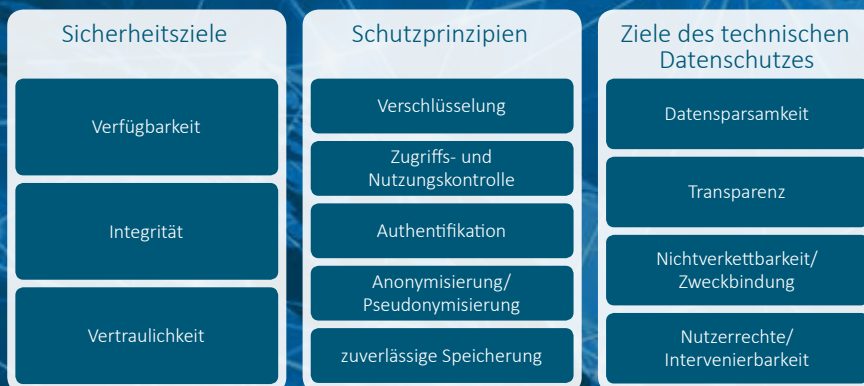 Sicherheitsziele
Verfügbarkeit
Integrität
Vertraulichkeit
Schutzprinzipien
Verschlüsselung
Zugriffs- und
Nutzungskontrolle
Authentifikation
Anonymisierung/
Pseudonymisierung
zuverlässige Speicherung
Ziele des technischen
Datenschutzes
Datensparsamkeit
Transparenz
Nichtverkettbarkeit/
Zweckbindung
Nutzerrechte/
Intervenierbarkeit